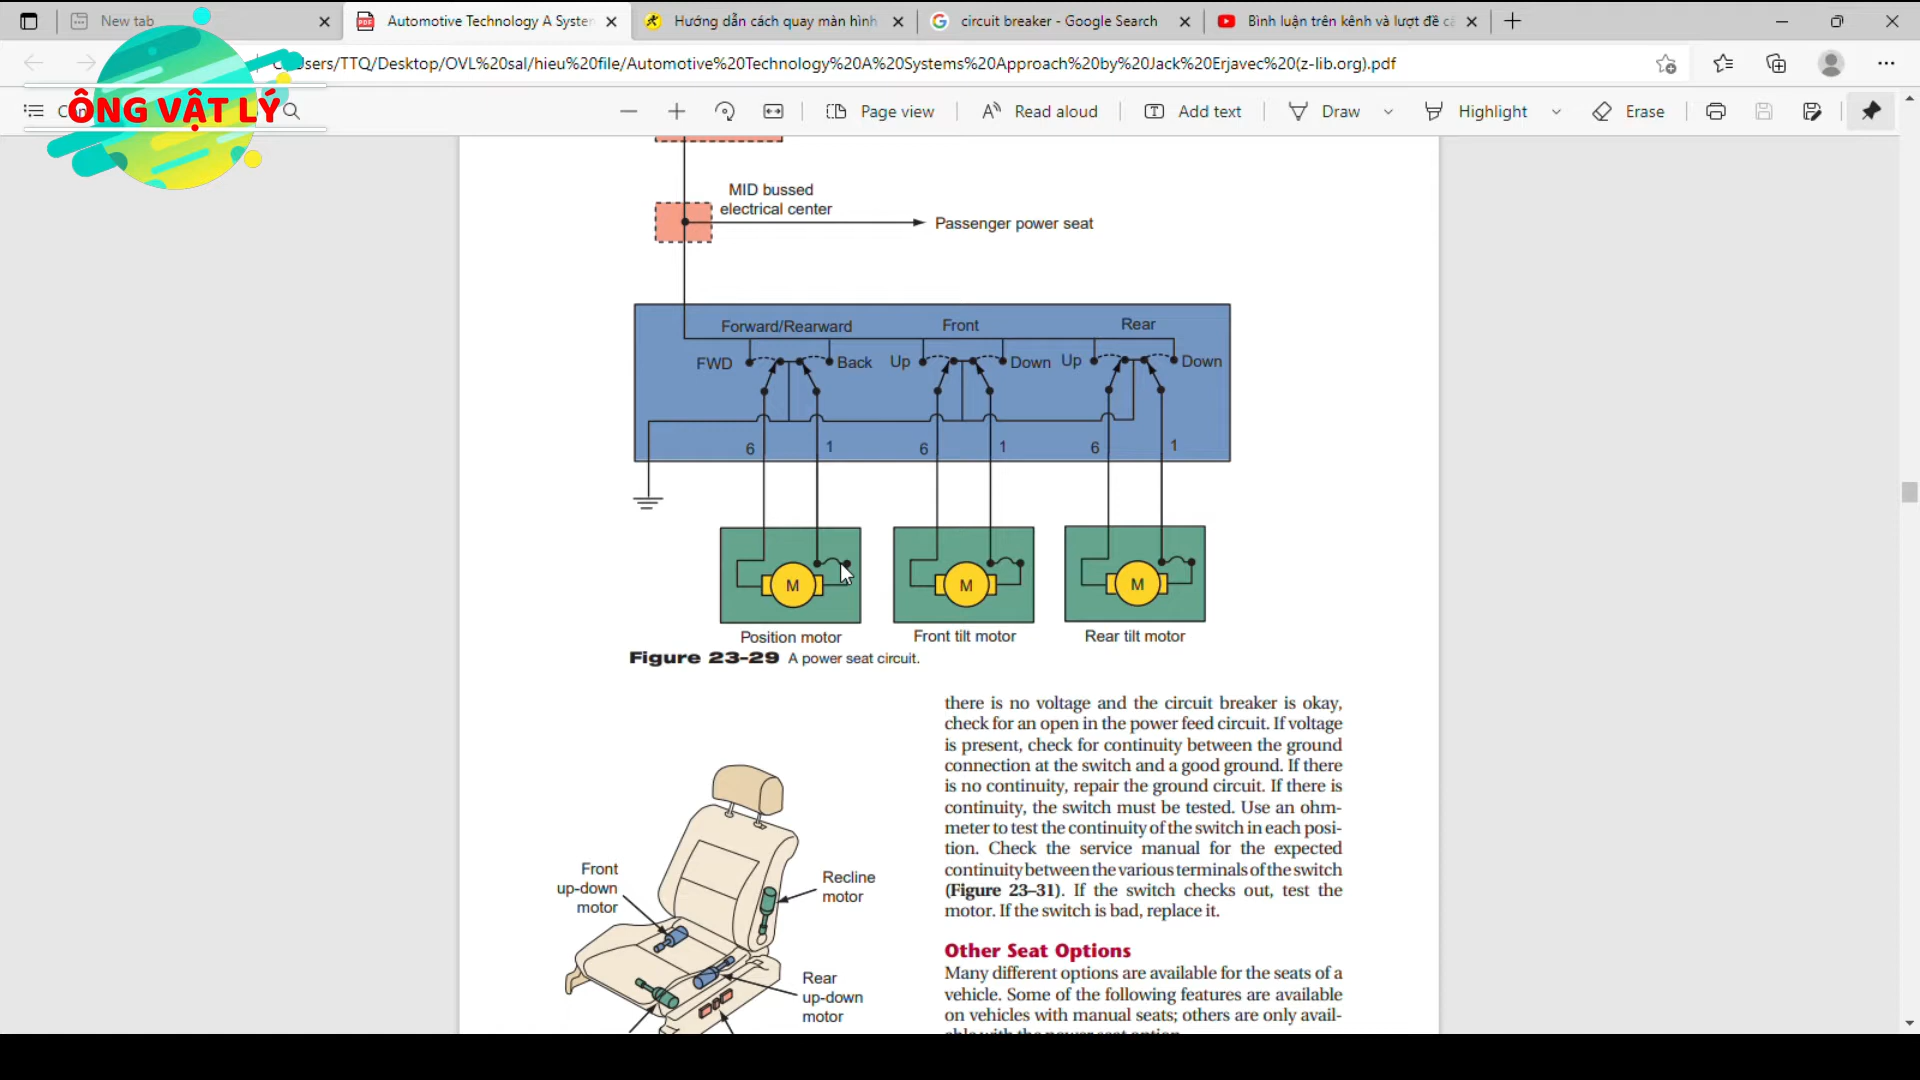 New tab
Automotive Technology A System
Hướng dẫn cách quay màn hình
circuit breaker - Google Search
Bình luận trên kênh và lượt đề c
sers/TTQ/Desktop/OVL%20sal/hieu%20file/Automotive%20Technology%20A%20Systems%20Approach%20by%20Jack%20Erjavec%20(z-lib.org).pdf
ÔNG VẬT LÝ
Page view
Read aloud
Add text
Draw
Highlight
Erase
MID bussed
electrical center
Passenger power seat
Forward/Rearward
Front
Rear
FWD
Back
Up
Down
Up
Down
6
1
6
1
6
1
M
M
M
Position motor
Front tilt motor
Rear tilt motor
Figure 23–29 A power seat circuit.
there is no voltage and the circuit breaker is okay,
check for an open in the power feed circuit. If voltage
is present, check for continuity between the ground
connection at the switch and a good ground. If there
is no continuity, repair the ground circuit. If there is
continuity, the switch must be tested. Use an ohm-
meter to test the continuity of the switch in each posi-
tion. Check the service manual for the expected
continuity between the various terminals of the switch
(Figure 23–31). If the switch checks out, test the
motor. If the switch is bad, replace it.
Other Seat Options
Many different options are available for the seats of a
vehicle. Some of the following features are available
on vehicles with manual seats; others are only avail-
Front
up-down
motor
Recline
motor
Rear
up-down
motor